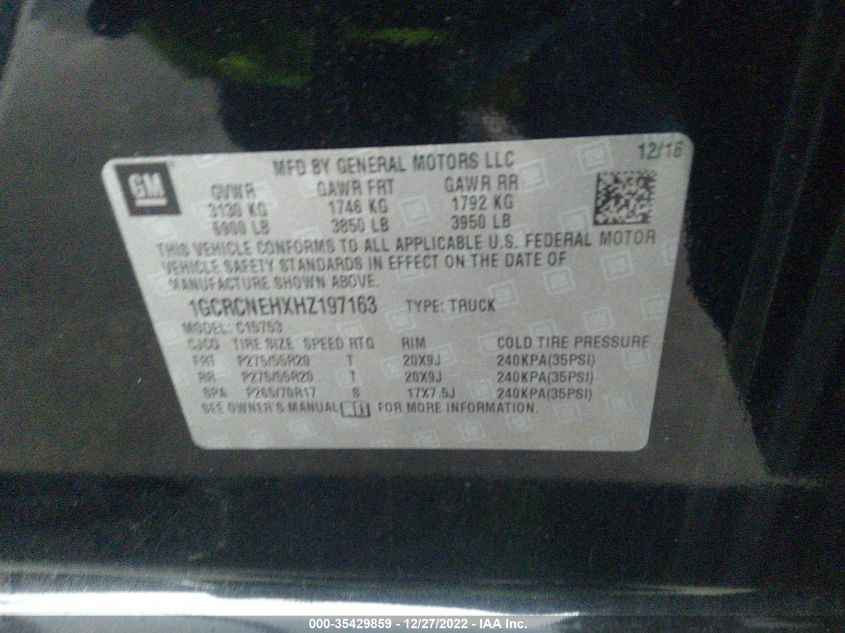 MFD BY GENERAL MOTORS LLC 12/16
GM
GVWR GAWR FRT GAWR RR
3130 KG 1746 KG 1792 KG
6900 LB 3850 LB 3950 LB
THIS VEHICLE CONFORMS TO ALL APPLICABLE U.S. FEDERAL MOTOR
VEHICLE SAFETY STANDARDS IN EFFECT ON THE DATE OF
MANUFACTURE SHOWN ABOVE.
1GCRCNEHXHZ197163 TYPE: TRUCK
MODEL: C15753
CJCG TIRE SIZE SPEED RTG RIM COLD TIRE PRESSURE
FRT P275/55R20 T 20X9J 240KPA(35PSI)
RR P275/55R20 T 20X9J 240KPA(35PSI)
SPA P265/70R17 S 17X7.5J 240KPA(35PSI)
SEE OWNER'S MANUAL FOR MORE INFORMATION.
000-35429859 - 12/27/2022 - IAA Inc.